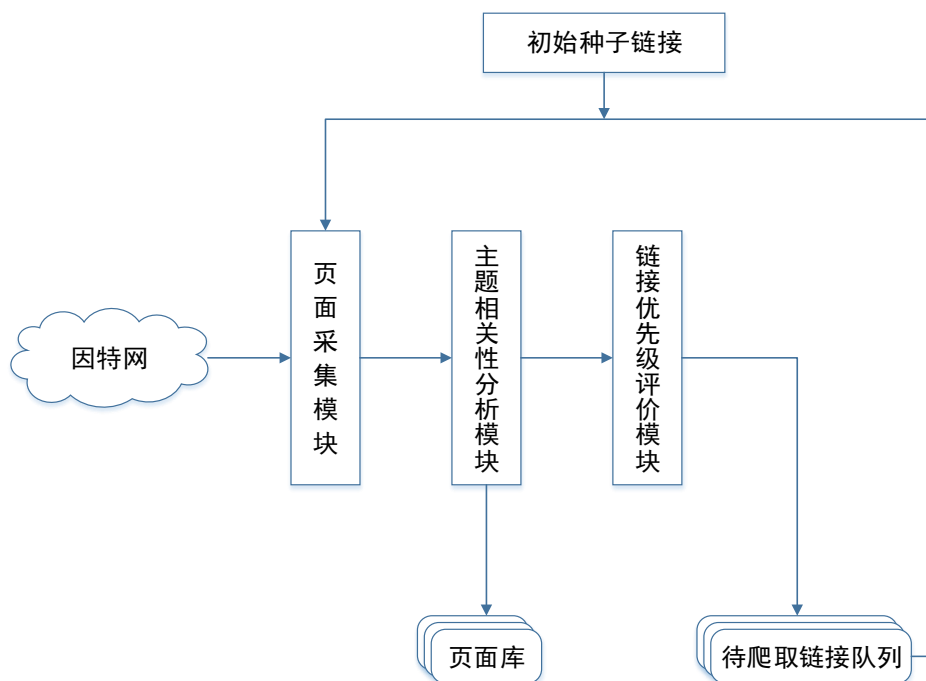 初始种子链接
因特网
页面采集模块
主题相关性分析模块
链接优先级评价模块
页面库
待爬取链接队列